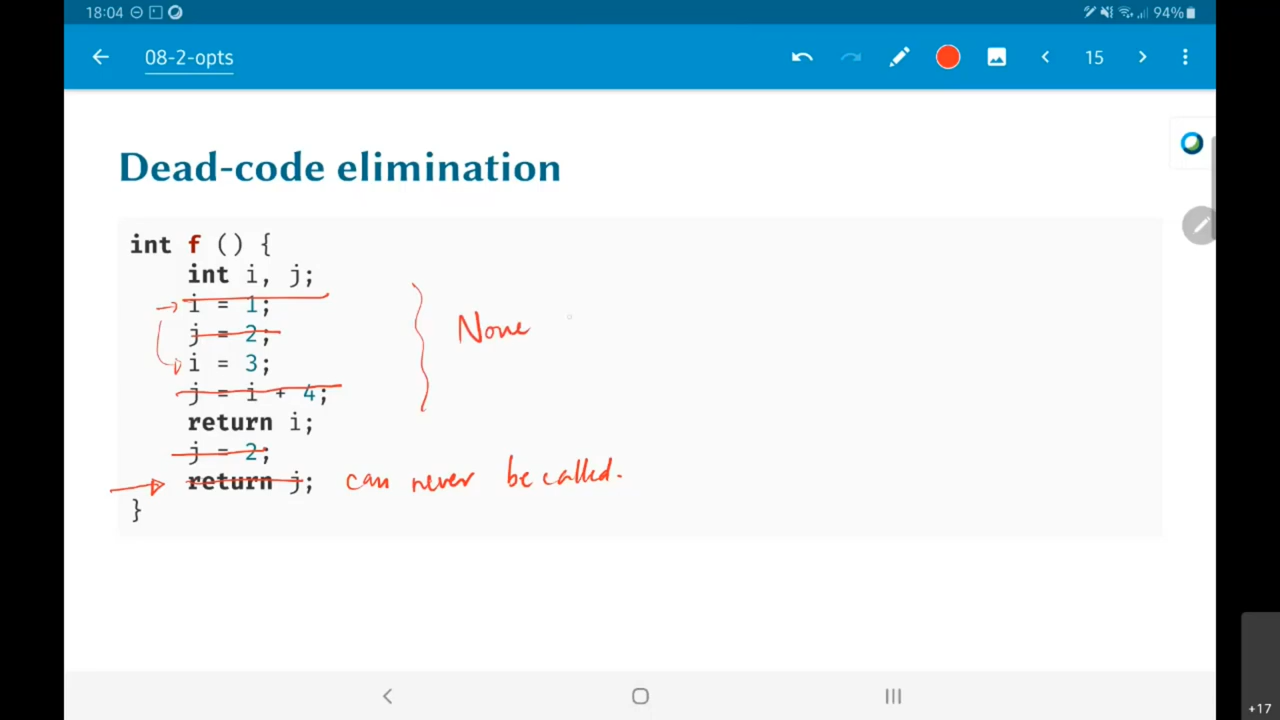 18:04 94%
08-2-opts 15
Dead-code elimination
int f () {
int i, j;
i = 1;
j = 2;
None
i = 3;
j = i + 4;
return i;
j = 2;
return j; can never be called.
}
+17